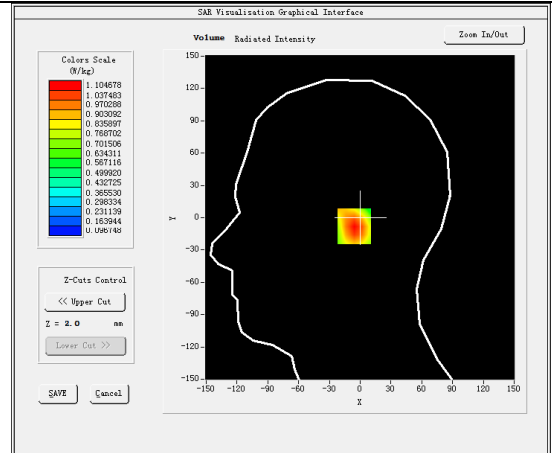 SAR Visualisation Graphical Interface
Volume Radiated Intensity
Zoom In/Out
Colors Scale
(W/kg)
1.104678
1.037483
0.970288
0.903092
0.835897
0.768702
0.701506
0.634311
0.567116
0.499920
0.432725
0.365530
0.298334
0.231139
0.163944
0.096748
Z-Cuts Control
<< Upper Cut
Z = 2.0 mm
Lower Cut >>
SAVE Cancel
150
120
90
60
30
0
-30
-60
-90
-120
-150
Y
-150 -120 -90 -60 -30 0 30 60 90 120 150
X